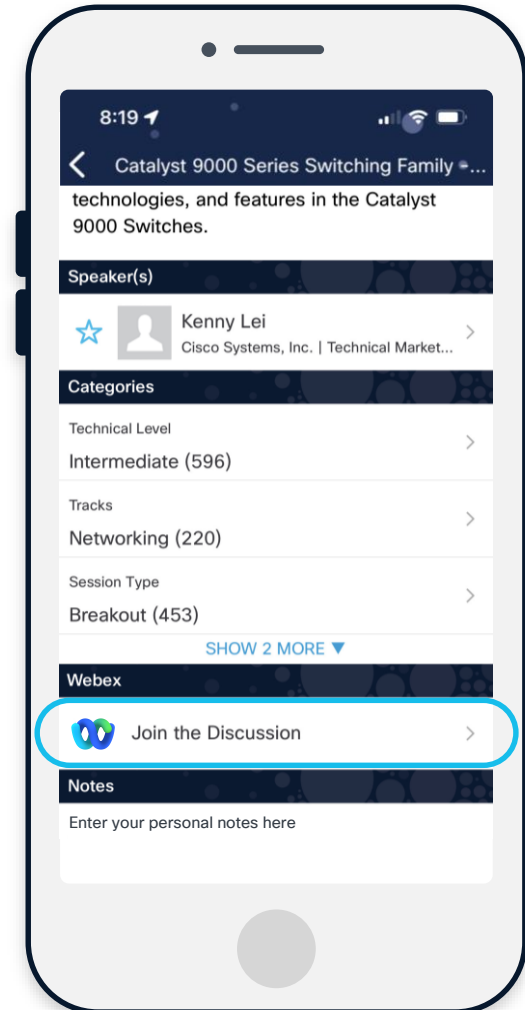 8:19
Catalyst 9000 Series Switching Family -...
technologies, and features in the Catalyst
9000 Switches.
Speaker(s)
Kenny Lei
Cisco Systems, Inc. | Technical Market...
Categories
Technical Level
Intermediate (596)
Tracks
Networking (220)
Session Type
Breakout (453)
SHOW 2 MORE ▼
Webex
Join the Discussion
Notes
Enter your personal notes here